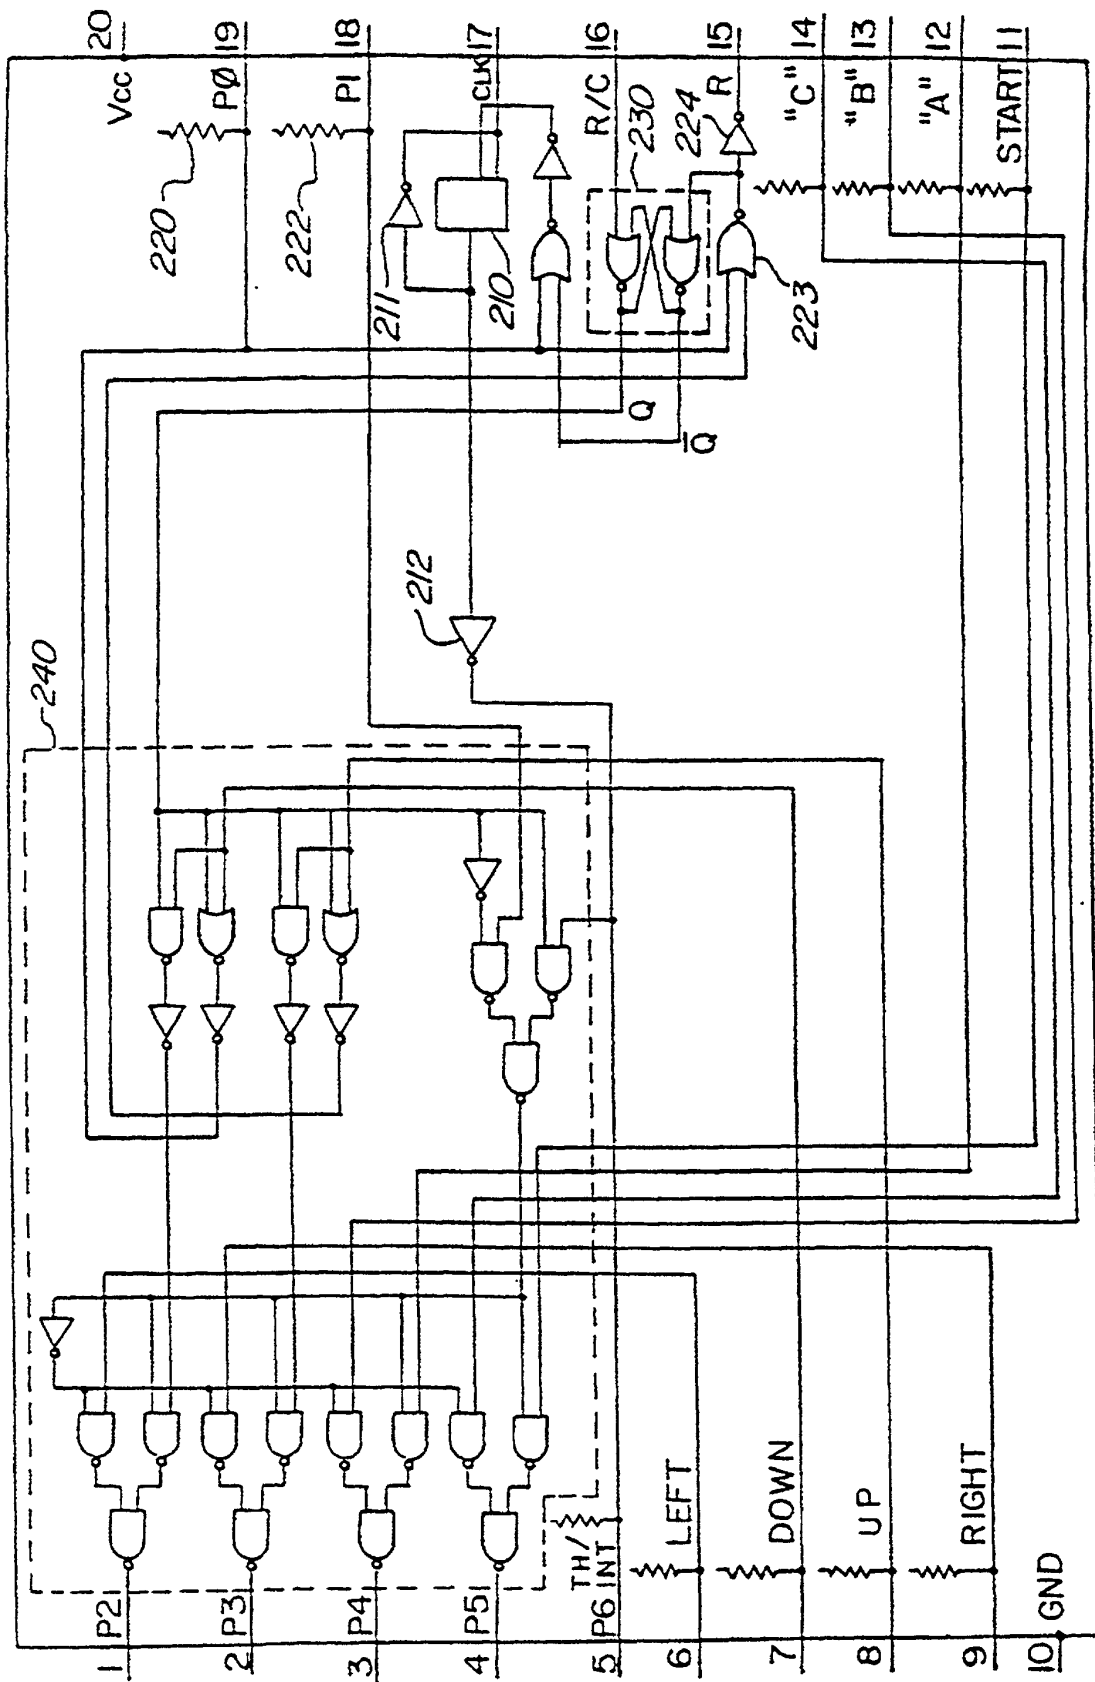 20
Vcc
19
PØ
220
18
P1
222
17
CLK
211
210
16
R/C
230
15
R
224
223
14
"C"
13
"B"
12
"A"
11
START
Q
Q̅
212
240
1 P2
2 P3
3 P4
4 P5
5 P6
TH/
INT
6
LEFT
7
DOWN
8
UP
9
RIGHT
10 GND